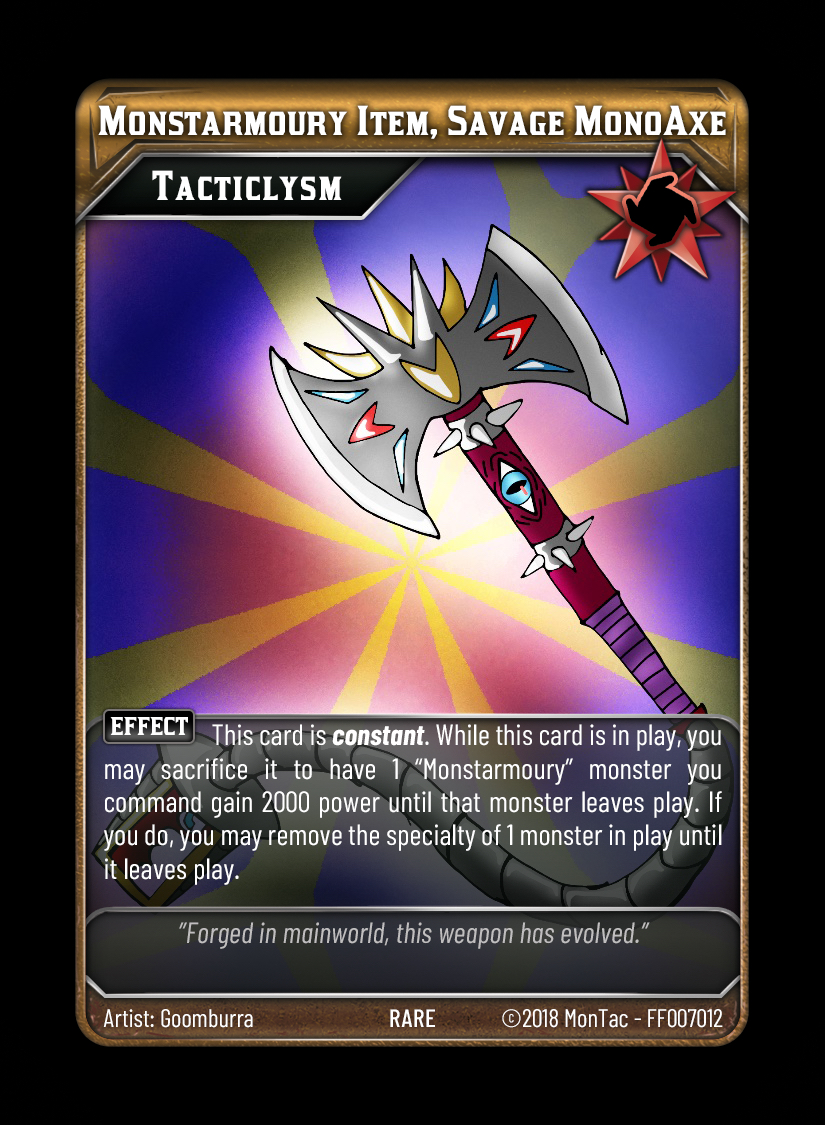 Monstarmoury Item, Savage MonoAxe
Tacticlysm
EFFECT This card is constant. While this card is in play, you
may sacrifice it to have 1 “Monstarmoury” monster you
command gain 2000 power until that monster leaves play. If
you do, you may remove the specialty of 1 monster in play until
it leaves play.
“Forged in mainworld, this weapon has evolved.”
Artist: Goomburra RARE ©2018 MonTac - FF007012